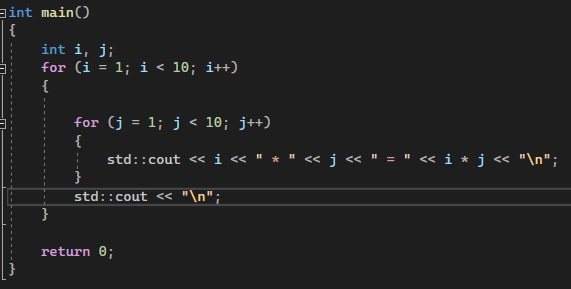 int main()
{
int i, j;
for (i = 1; i < 10; i++)
{
for (j = 1; j < 10; j++)
{
std::cout << i << " * " << j << " = " << i * j << "\n";
}
std::cout << "\n";
}
return 0;
}